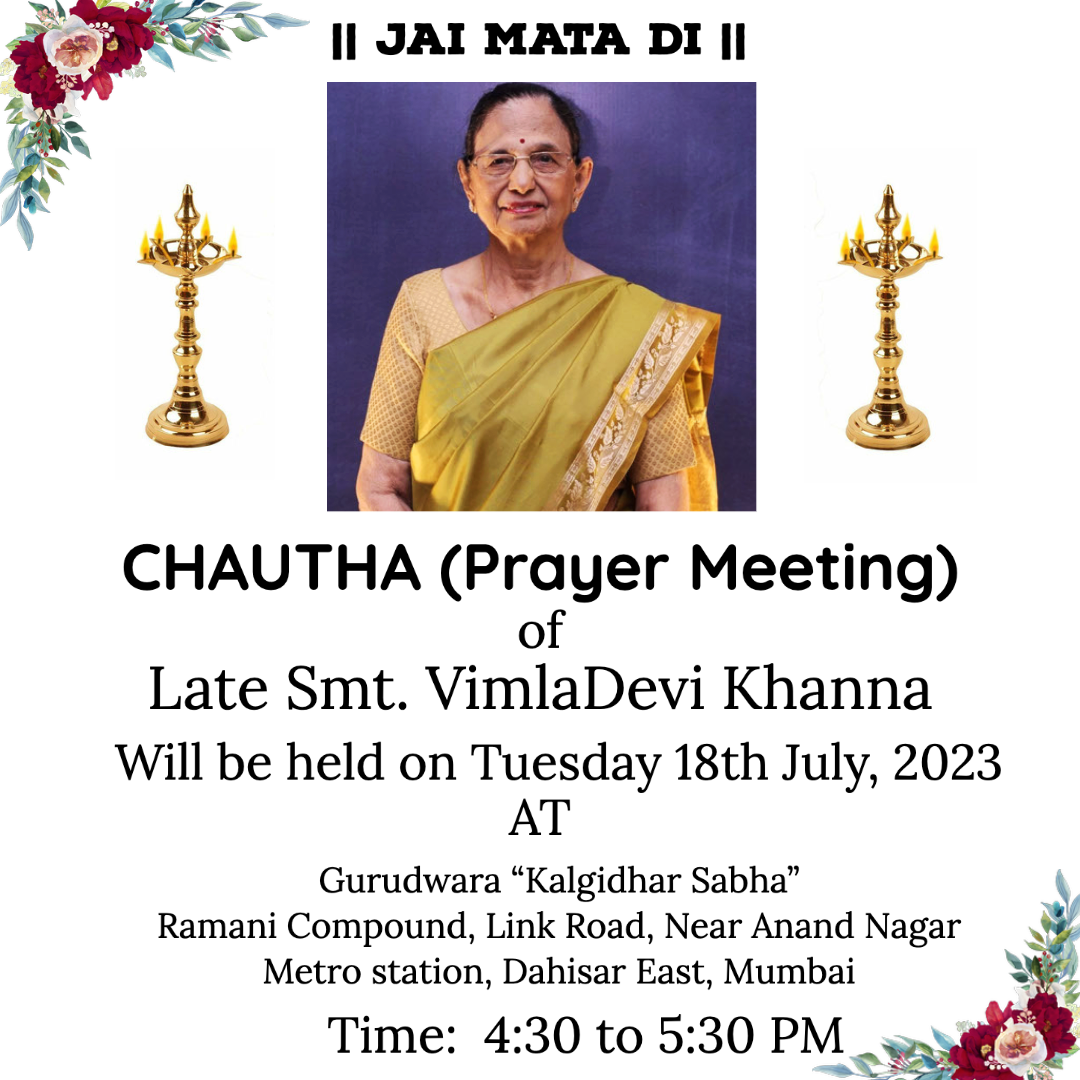 || JAI MATA DI ||
CHAUTHA (Prayer Meeting)
of
Late Smt. VimlaDevi Khanna
Will be held on Tuesday 18th July, 2023
AT
Gurudwara “Kalgidhar Sabha”
Ramani Compound, Link Road, Near Anand Nagar
Metro station, Dahisar East, Mumbai
Time: 4:30 to 5:30 PM